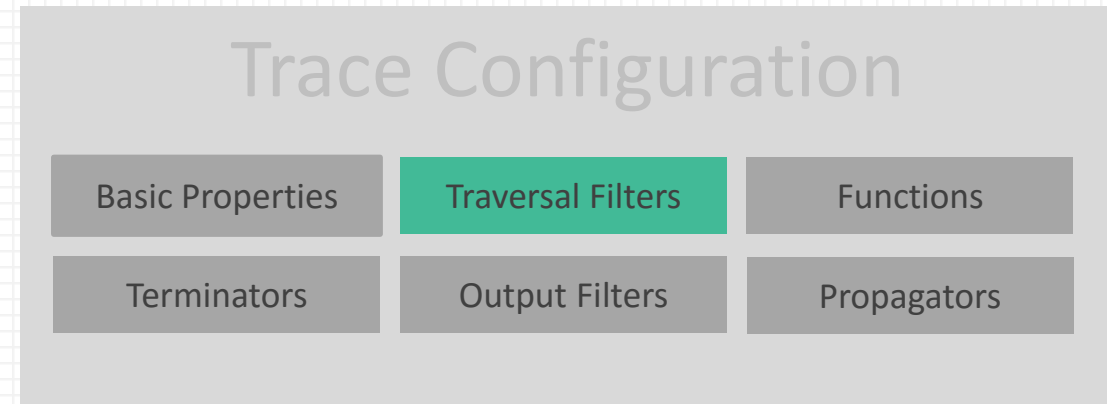 Trace Configuration
Basic Properties
Traversal Filters
Functions
Terminators
Output Filters
Propagators